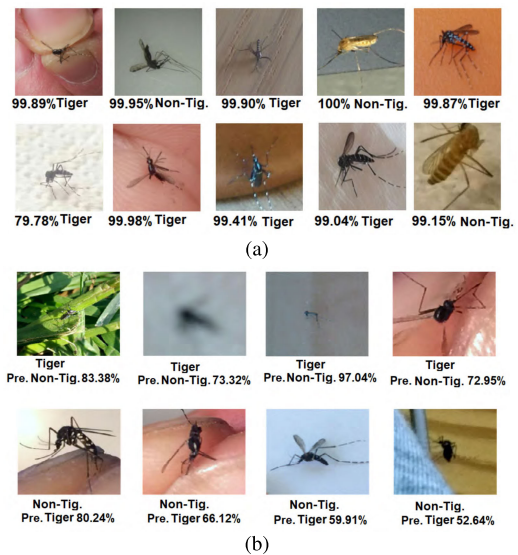 99.89%Tiger 99.95% Non-Tig. 99.90% Tiger 100% Non-Tig. 99.87%Tiger
79.78% Tiger 99.98% Tiger 99.41% Tiger 99.04% Tiger 99.15% Non-Tig.
(a)
Tiger Tiger Tiger Tiger
Pre. Non-Tig. 83.38% Pre. Non-Tig. 73.32% Pre. Non-Tig. 97.04% Pre. Non-Tig. 72.95%
Non-Tig. Non-Tig. Non-Tig. Non-Tig.
Pre. Tiger 80.24% Pre. Tiger 66.12% Pre. Tiger 59.91% Pre. Tiger 52.64%
(b)